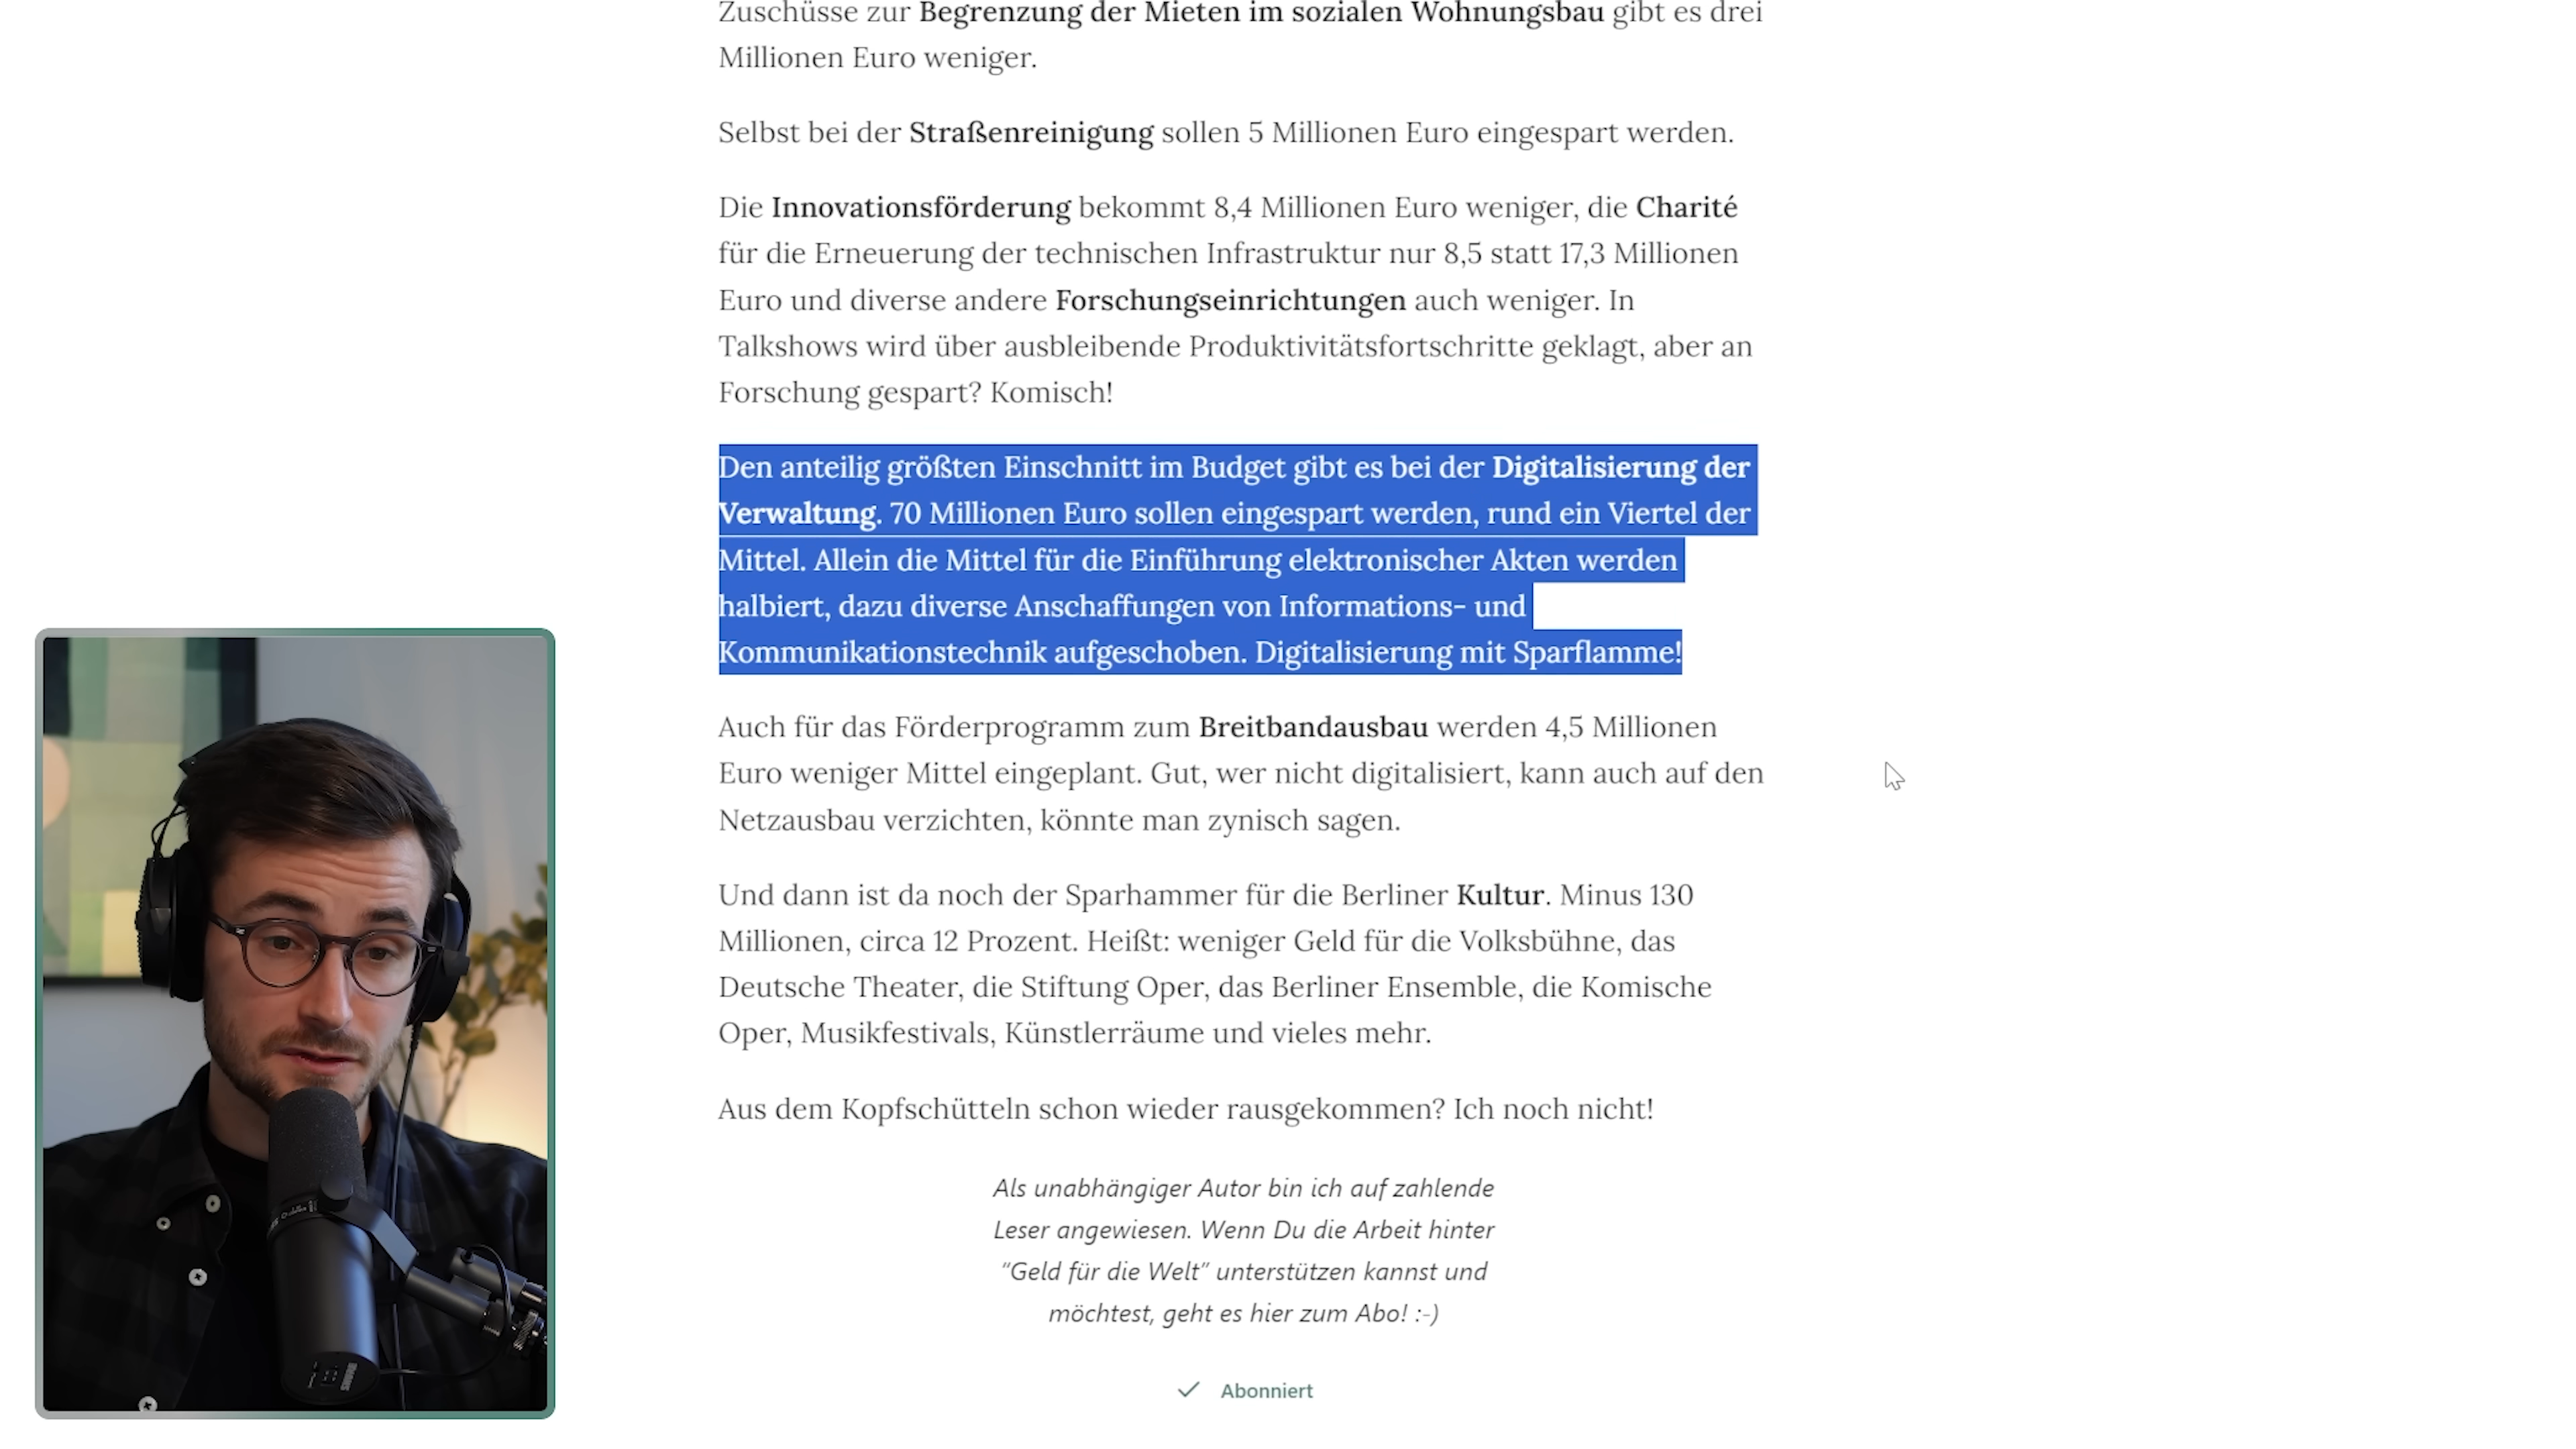 Zuschüsse zur Begrenzung der Mieten im sozialen Wohnungsbau gibt es drei
Millionen Euro weniger.
Selbst bei der Straßenreinigung sollen 5 Millionen Euro eingespart werden.
Die Innovationsförderung bekommt 8,4 Millionen Euro weniger, die Charité
für die Erneuerung der technischen Infrastruktur nur 8,5 statt 17,3 Millionen
Euro und diverse andere Forschungseinrichtungen auch weniger. In
Talkshows wird über ausbleibende Produktivitätsfortschritte geklagt, aber an
Forschung gespart? Komisch!
Den anteilig größten Einschnitt im Budget gibt es bei der Digitalisierung der
Verwaltung. 70 Millionen Euro sollen eingespart werden, rund ein Viertel der
Mittel. Allein die Mittel für die Einführung elektronischer Akten werden
halbiert, dazu diverse Anschaffungen von Informations- und
Kommunikationstechnik aufgeschoben. Digitalisierung mit Sparflamme!
Auch für das Förderprogramm zum Breitbandausbau werden 4,5 Millionen
Euro weniger Mittel eingeplant. Gut, wer nicht digitalisiert, kann auch auf den
Netzausbau verzichten, könnte man zynisch sagen.
Und dann ist da noch der Sparhammer für die Berliner Kultur. Minus 130
Millionen, circa 12 Prozent. Heißt: weniger Geld für die Volksbühne, das
Deutsche Theater, die Stiftung Oper, das Berliner Ensemble, die Komische
Oper, Musikfestivals, Künstlerräume und vieles mehr.
Aus dem Kopfschütteln schon wieder rausgekommen? Ich noch nicht!
Als unabhängiger Autor bin ich auf zahlende
Leser angewiesen. Wenn Du die Arbeit hinter
“Geld für die Welt” unterstützen kannst und
möchtest, geht es hier zum Abo! :-)
Abonniert